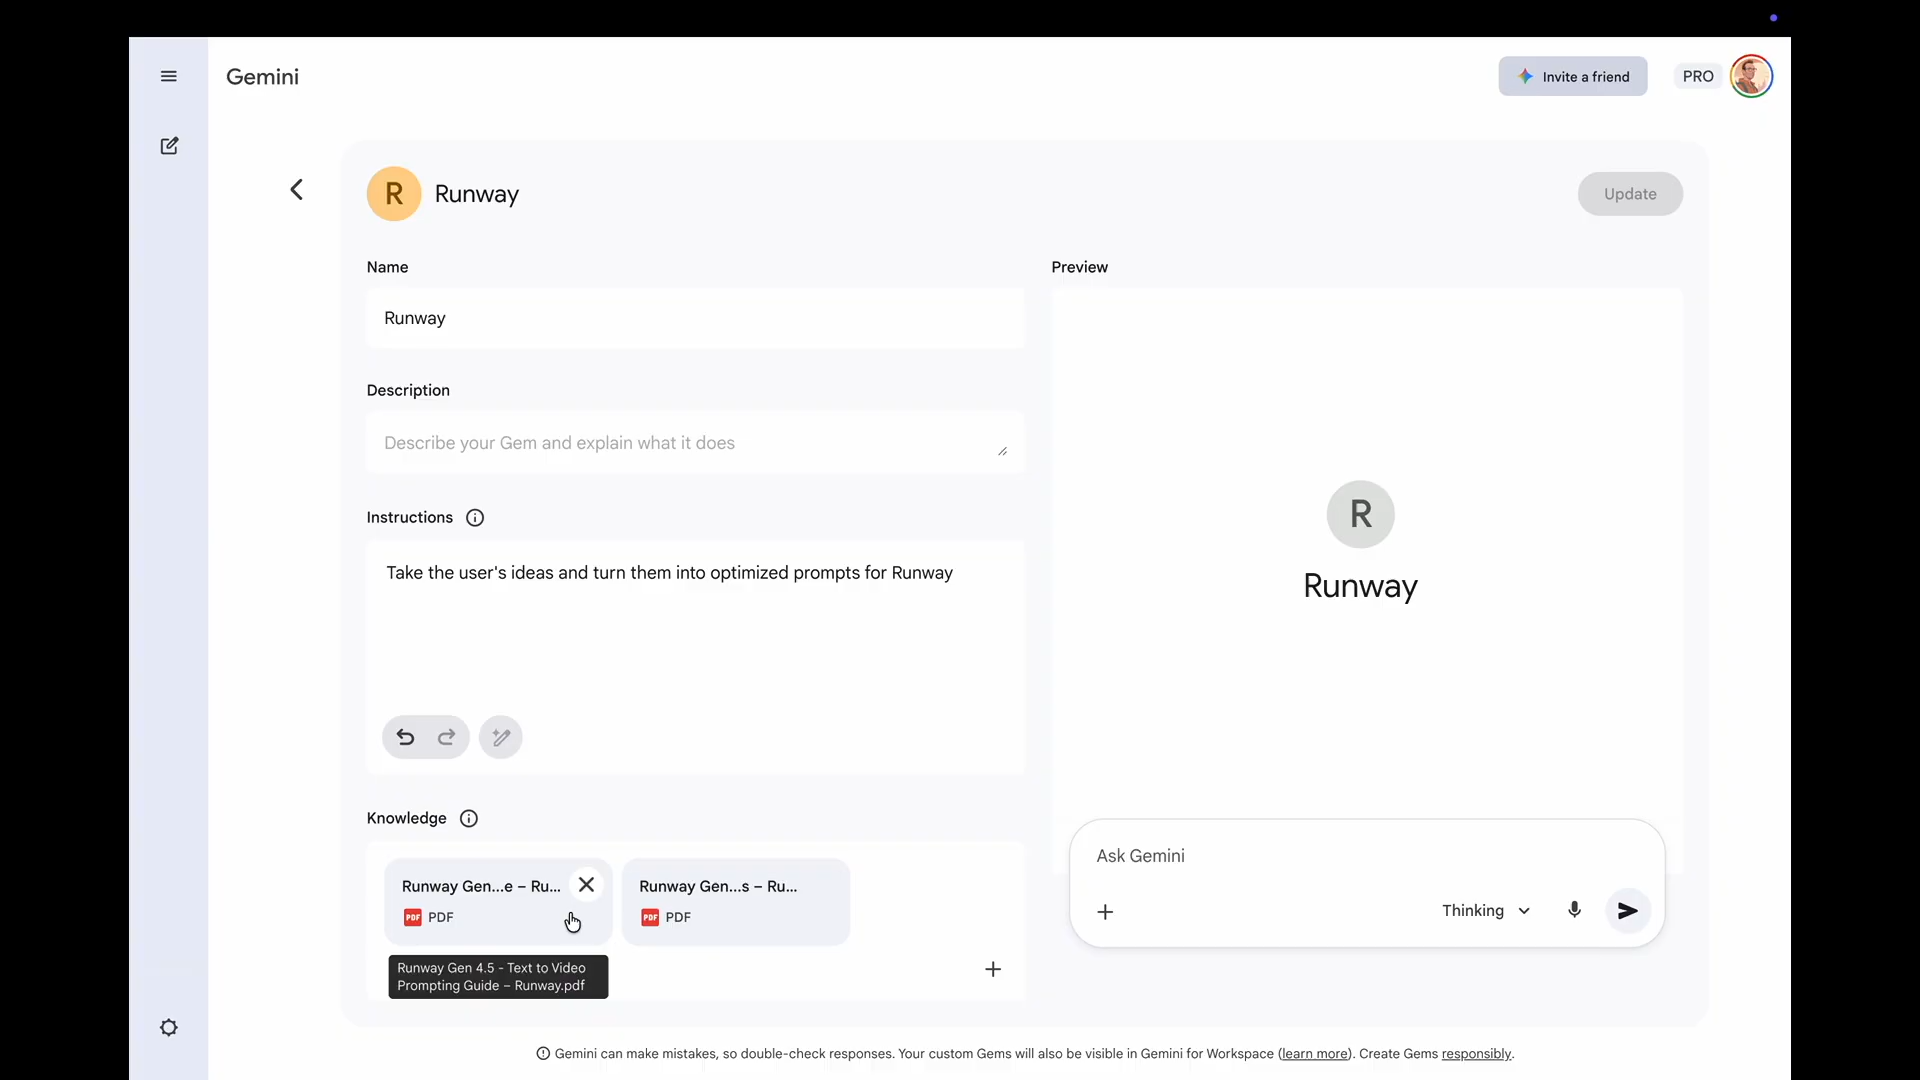 Gemini
Invite a friend
PRO
R
Runway
Update
Name
Runway
Description
Describe your Gem and explain what it does
Instructions
Take the user's ideas and turn them into optimized prompts for Runway
Knowledge
Runway Gen...e – Ru...
PDF PDF
Runway Gen...s – Ru...
PDF PDF
Runway Gen 4.5 - Text to Video
Prompting Guide – Runway.pdf
Preview
R
Runway
Ask Gemini
Thinking
Gemini can make mistakes, so double-check responses. Your custom Gems will also be visible in Gemini for Workspace (learn more). Create Gems responsibly.